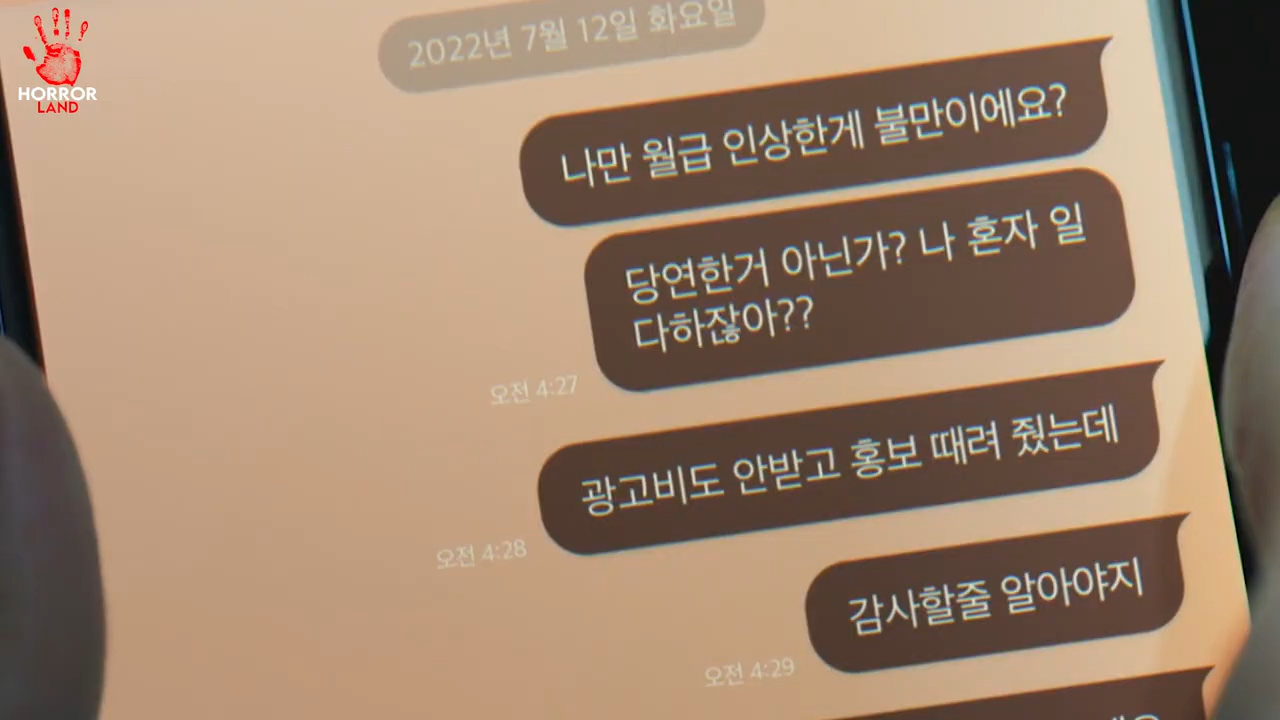 HORROR
LAND
2022년 7월 12일 화요일
나만 월급 인상한게 불만이에요?
당연한거 아닌가? 나 혼자 일
다하잖아??
오전 4:27
광고비도 안받고 홍보 때려 줬는데
오전 4:28
감사할줄 알아야지
오전 4:29